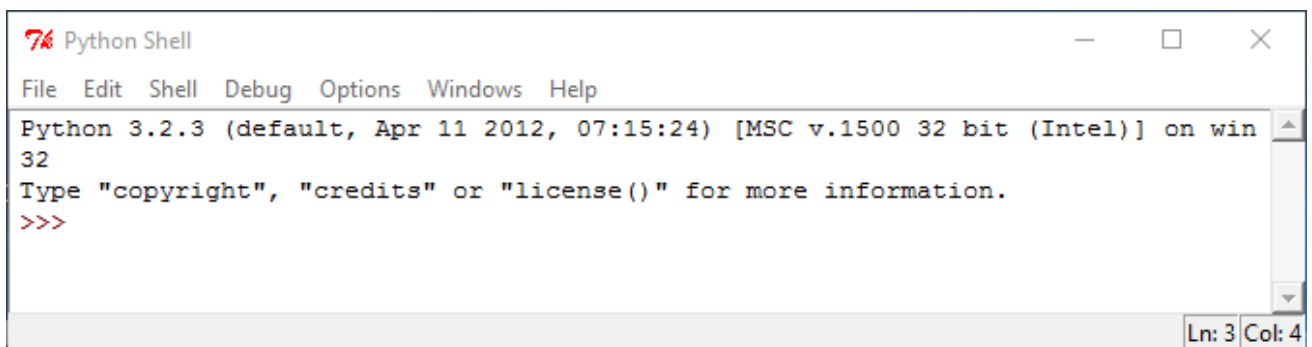 Python Shell
File Edit Shell Debug Options Windows Help
Python 3.2.3 (default, Apr 11 2012, 07:15:24) [MSC v.1500 32 bit (Intel)] on win
32
Type "copyright", "credits" or "license()" for more information.
>>>
Ln: 3 Col: 4